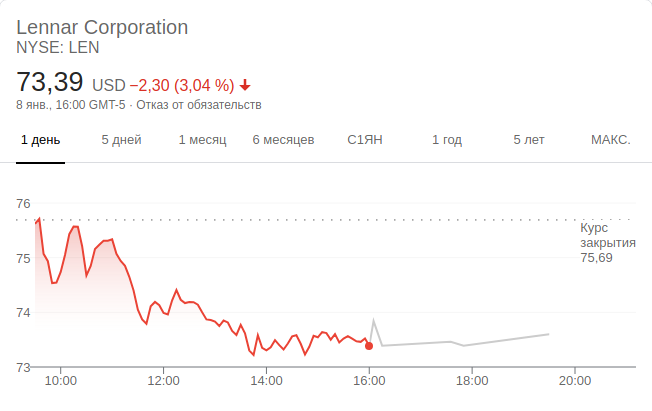 Lennar Corporation
NYSE: LEN
73,39 USD −2,30 (3,04 %)
8 янв., 16:00 GMT-5 · Отказ от обязательств
1 день 5 дней 1 месяц 6 месяцев С1ЯН 1 год 5 лет МАКС.
76
Курс
закрытия
75,69
75
74
73
10:00 12:00 14:00 16:00 18:00 20:00